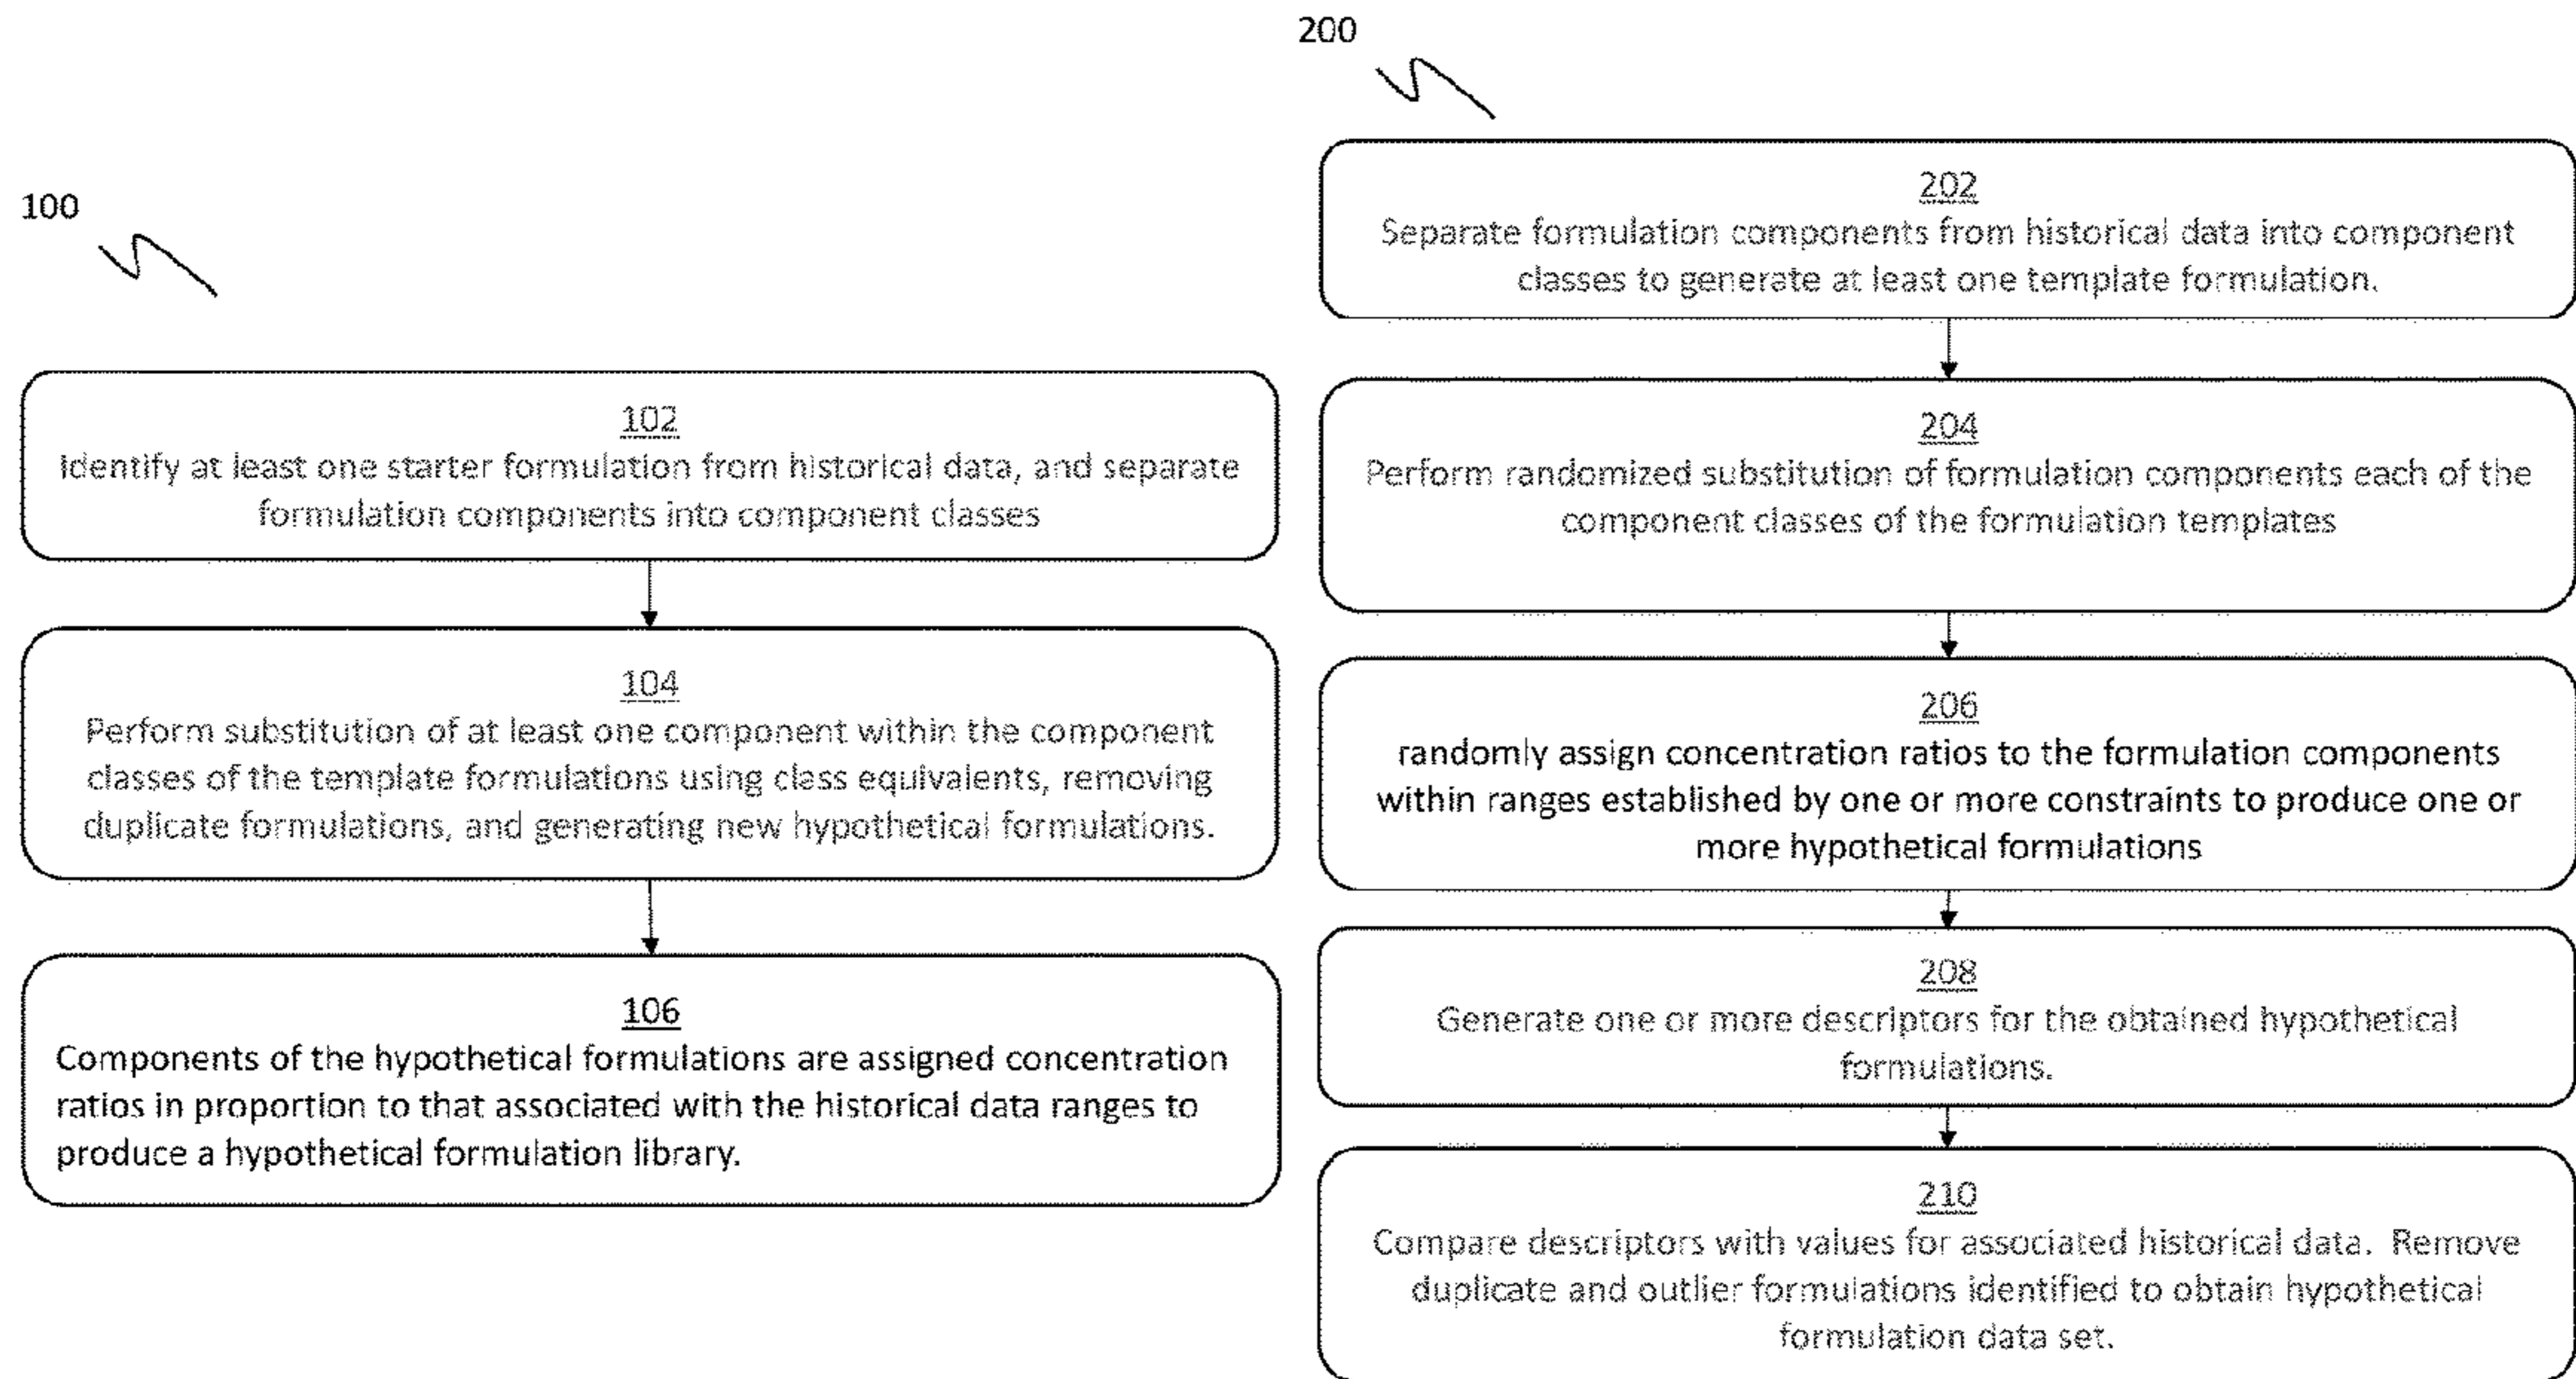 100
102
Identify at least one starter formulation from historical data, and separate
formulation components into component classes
104
Perform substitution of at least one component within the component
classes of the template formulations using class equivalents, removing
duplicate formulations, and generating new hypothetical formulations.
106
Components of the hypothetical formulations are assigned concentration
ratios in proportion to that associated with the historical data ranges to
produce a hypothetical formulation library.
200
202
Separate formulation components from historical data into component
classes to generate at least one template formulation.
204
Perform randomized substitution of formulation components each of the
component classes of the formulation templates
206
randomly assign concentration ratios to the formulation components
within ranges established by one or more constraints to produce one or
more hypothetical formulations
208
Generate one or more descriptors for the obtained hypothetical
formulations.
210
Compare descriptors with values for associated historical data. Remove
duplicate and outlier formulations identified to obtain hypothetical
formulation data set.